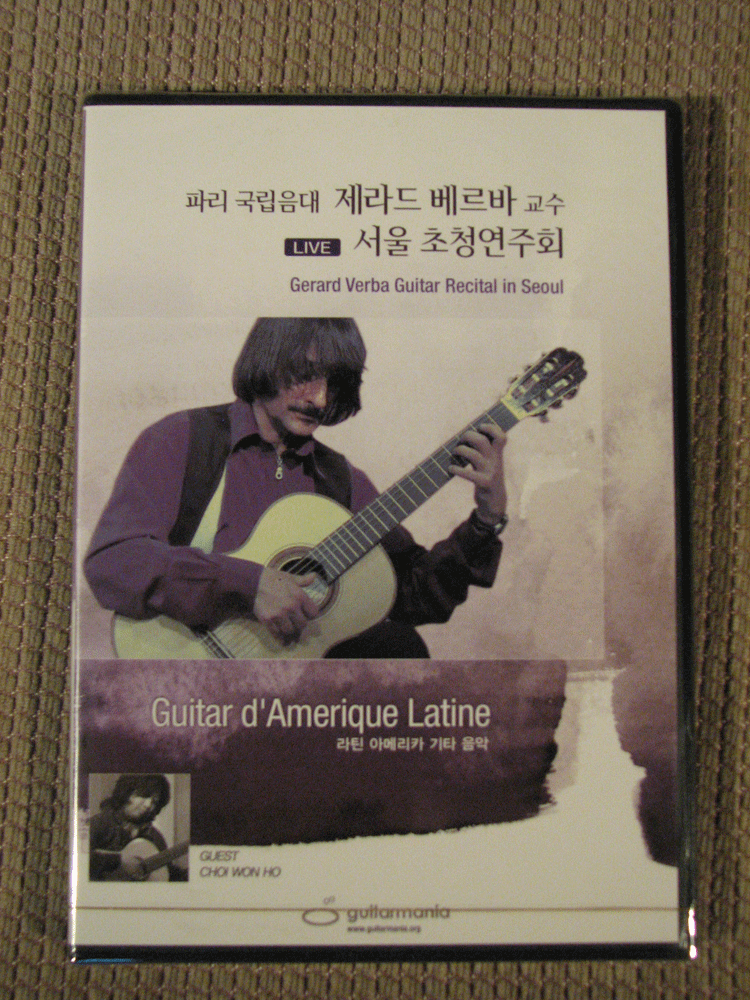 파리 국립음대 제라드 베르바 교수
LIVE 서울 초청연주회
Gerard Verba Guitar Recital in Seoul
Guitar d'Amerique Latine
라틴 아메리카 기타 음악
GUEST
CHOI WON HO
guitarmania
www.guitarmania.org